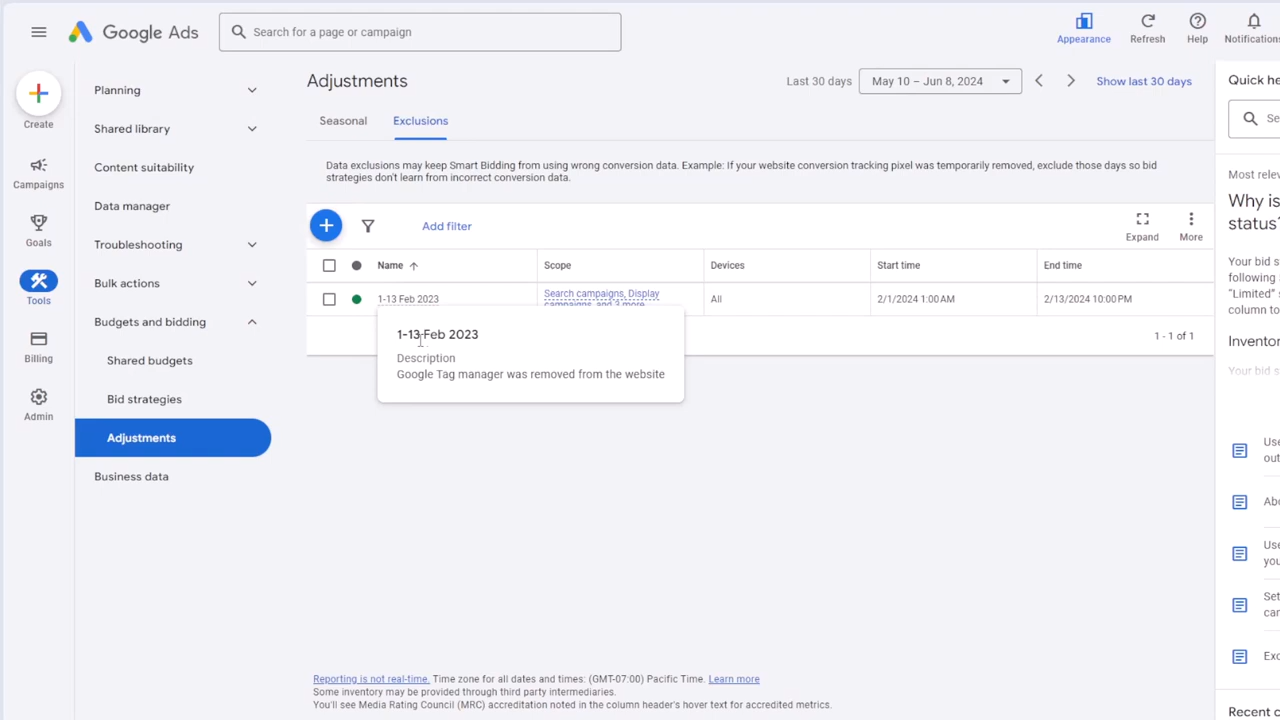 Google Ads
Search for a page or campaign
Appearance
Refresh
Help
Notifications
Create
Campaigns
Goals
Tools
Billing
Admin
Planning
Shared library
Content suitability
Data manager
Troubleshooting
Bulk actions
Budgets and bidding
Shared budgets
Bid strategies
Adjustments
Business data
Adjustments
Last 30 days
May 10 – Jun 8, 2024
Show last 30 days
Seasonal
Exclusions
Data exclusions may keep Smart Bidding from using wrong conversion data. Example: If your website conversion tracking pixel was temporarily removed, exclude those days so bid
strategies don't learn from incorrect conversion data.
Add filter
Expand
More
Name
Scope
Devices
Start time
End time
1-13 Feb 2023
Search campaigns, Display
campaigns, and 3 more
All
2/1/2024 1:00 AM
2/13/2024 10:00 PM
1 - 1 of 1
1-13 Feb 2023
Description
Google Tag manager was removed from the website
Reporting is not real-time. Time zone for all dates and times: (GMT-07:00) Pacific Time. Learn more
Some inventory may be provided through third party intermediaries.
You'll see Media Rating Council (MRC) accreditation noted in the column header's hover text for accredited metrics.
Quick he
Se
Most relev
Why is
status?
Your bid s
following S
"Limited" s
column to
Inventor
Your bid s
Use
out
Abo
Use
you
Set
car
Exc
Recent c